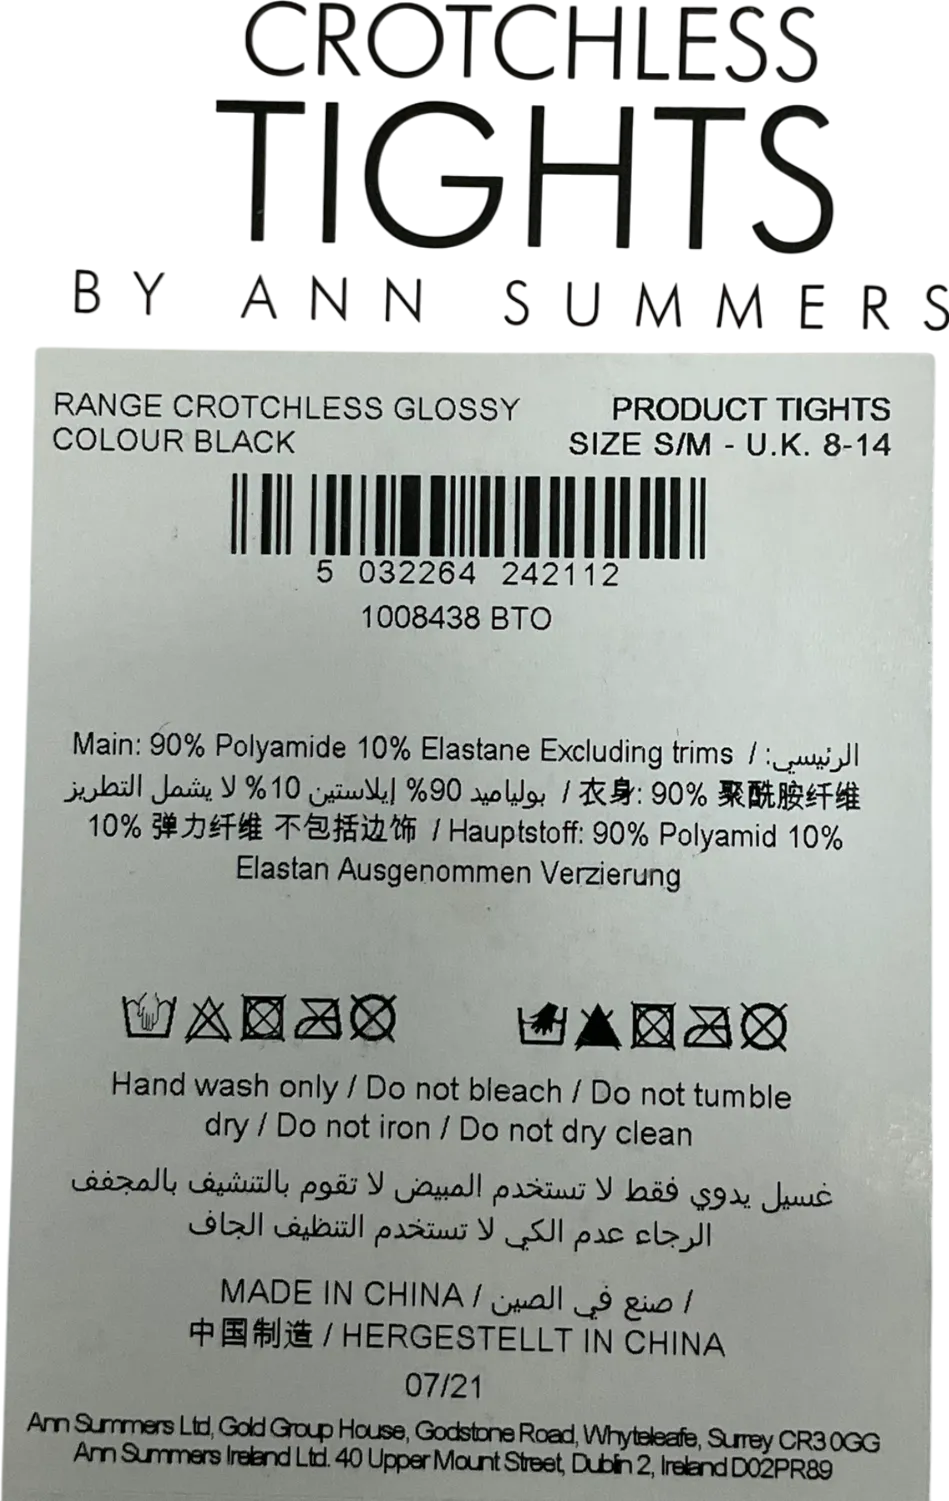 CROTCHLESS
TIGHTS
BY ANN SUMMERS
RANGE CROTCHLESS GLOSSY PRODUCT TIGHTS
COLOUR BLACK SIZE S/M - U.K. 8-14
5 032264 242112
1008438 BTO
Main: 90% Polyamide 10% Elastane Excluding trims / الرئيسي:
بولياميد 90% إيلاستين 10% لا يشمل التطريز / 衣身: 90% 聚酰胺纤维
10% 弹力纤维 不包括边饰 / Hauptstoff: 90% Polyamid 10%
Elastan Ausgenommen Verzierung
Hand wash only / Do not bleach / Do not tumble
dry / Do not iron / Do not dry clean
غسيل يدوي فقط لا تستخدم المبيض لا تقوم بالتنشيف بالمجفف
الرجاء عدم الكي لا تستخدم التنظيف الجاف
MADE IN CHINA / صنع في الصين /
中国制造 / HERGESTELLT IN CHINA
07/21
Ann Summers Ltd, Gold Group House, Godstone Road, Whyteleafe, Surrey CR3 0GG
Ann Summers Ireland Ltd. 40 Upper Mount Street, Dublin 2, Ireland D02PR89